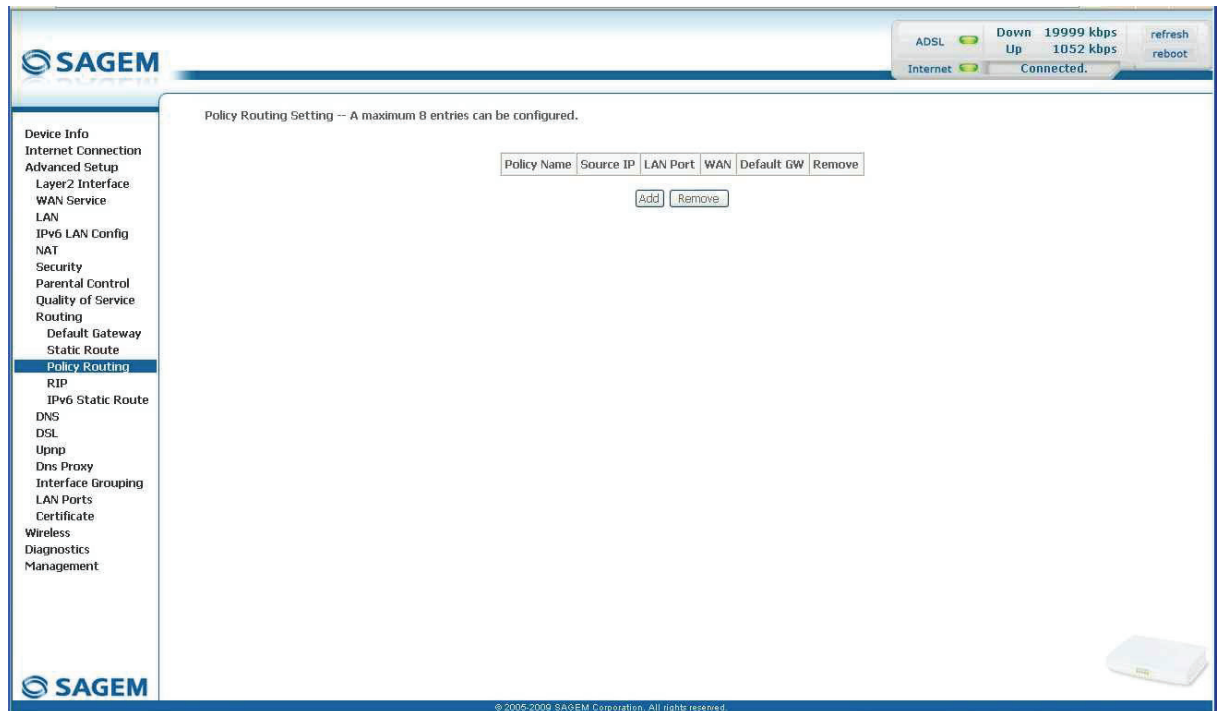 SAGEM
ADSL
Down 19999 kbps
Up 1052 kbps
refresh
reboot
Internet
Connected.
Device Info
Internet Connection
Advanced Setup
Layer2 Interface
WAN Service
LAN
IPv6 LAN Config
NAT
Security
Parental Control
Quality of Service
Routing
Default Gateway
Static Route
Policy Routing
RIP
IPv6 Static Route
DNS
DSL
Upnp
Dns Proxy
Interface Grouping
LAN Ports
Certificate
Wireless
Diagnostics
Management
Policy Routing Setting -- A maximum 8 entries can be configured.
Policy Name Source IP LAN Port WAN Default GW Remove
Add Remove
SAGEM
© 2005-2009 SAGEM Corporation. All rights reserved.